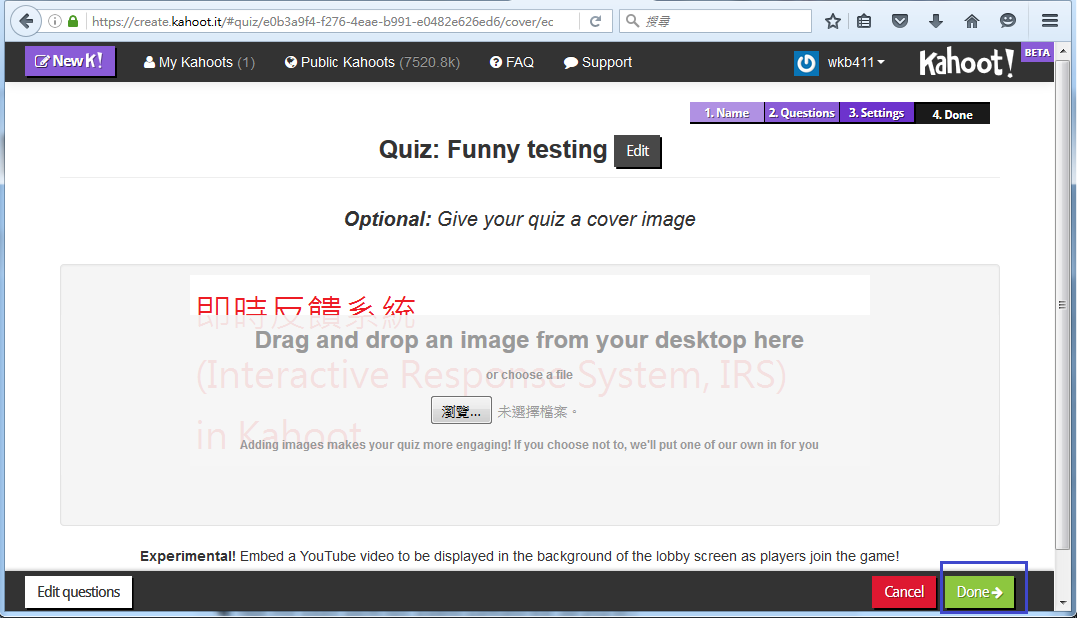 https://create.kahoot.it/#quiz/e0b3a9f4-f276-4eae-b991-e0482e626ed6/cover/ec
搜尋
New K!
My Kahoots (1)
Public Kahoots (7520.8k)
FAQ
Support
wkb411
Kahoot!
BETA
1. Name
2. Questions
3. Settings
4. Done
Quiz: Funny testing
Edit
Optional: Give your quiz a cover image
即時反饋系統
Drag and drop an image from your desktop here
(Interactive Response System, IRS)
or choose a file
瀏覽... 未選擇檔案。
in Kahoot
Adding images makes your quiz more engaging! If you choose not to, we'll put one of our own in for you
Experimental! Embed a YouTube video to be displayed in the background of the lobby screen as players join the game!
Edit questions
Cancel
Done